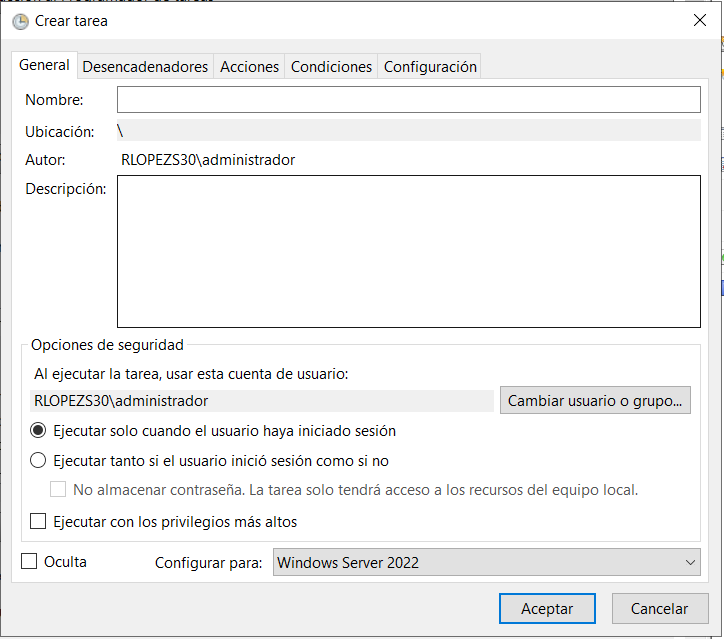 Crear tarea
General Desencadenadores Acciones Condiciones Configuración
Nombre:
Ubicación: \
Autor: RLOPEZS30\administrador
Descripción:
Opciones de seguridad
Al ejecutar la tarea, usar esta cuenta de usuario:
RLOPEZS30\administrador Cambiar usuario o grupo...
Ejecutar solo cuando el usuario haya iniciado sesión
Ejecutar tanto si el usuario inició sesión como si no
No almacenar contraseña. La tarea solo tendrá acceso a los recursos del equipo local.
Ejecutar con los privilegios más altos
Oculta Configurar para: Windows Server 2022
Aceptar Cancelar